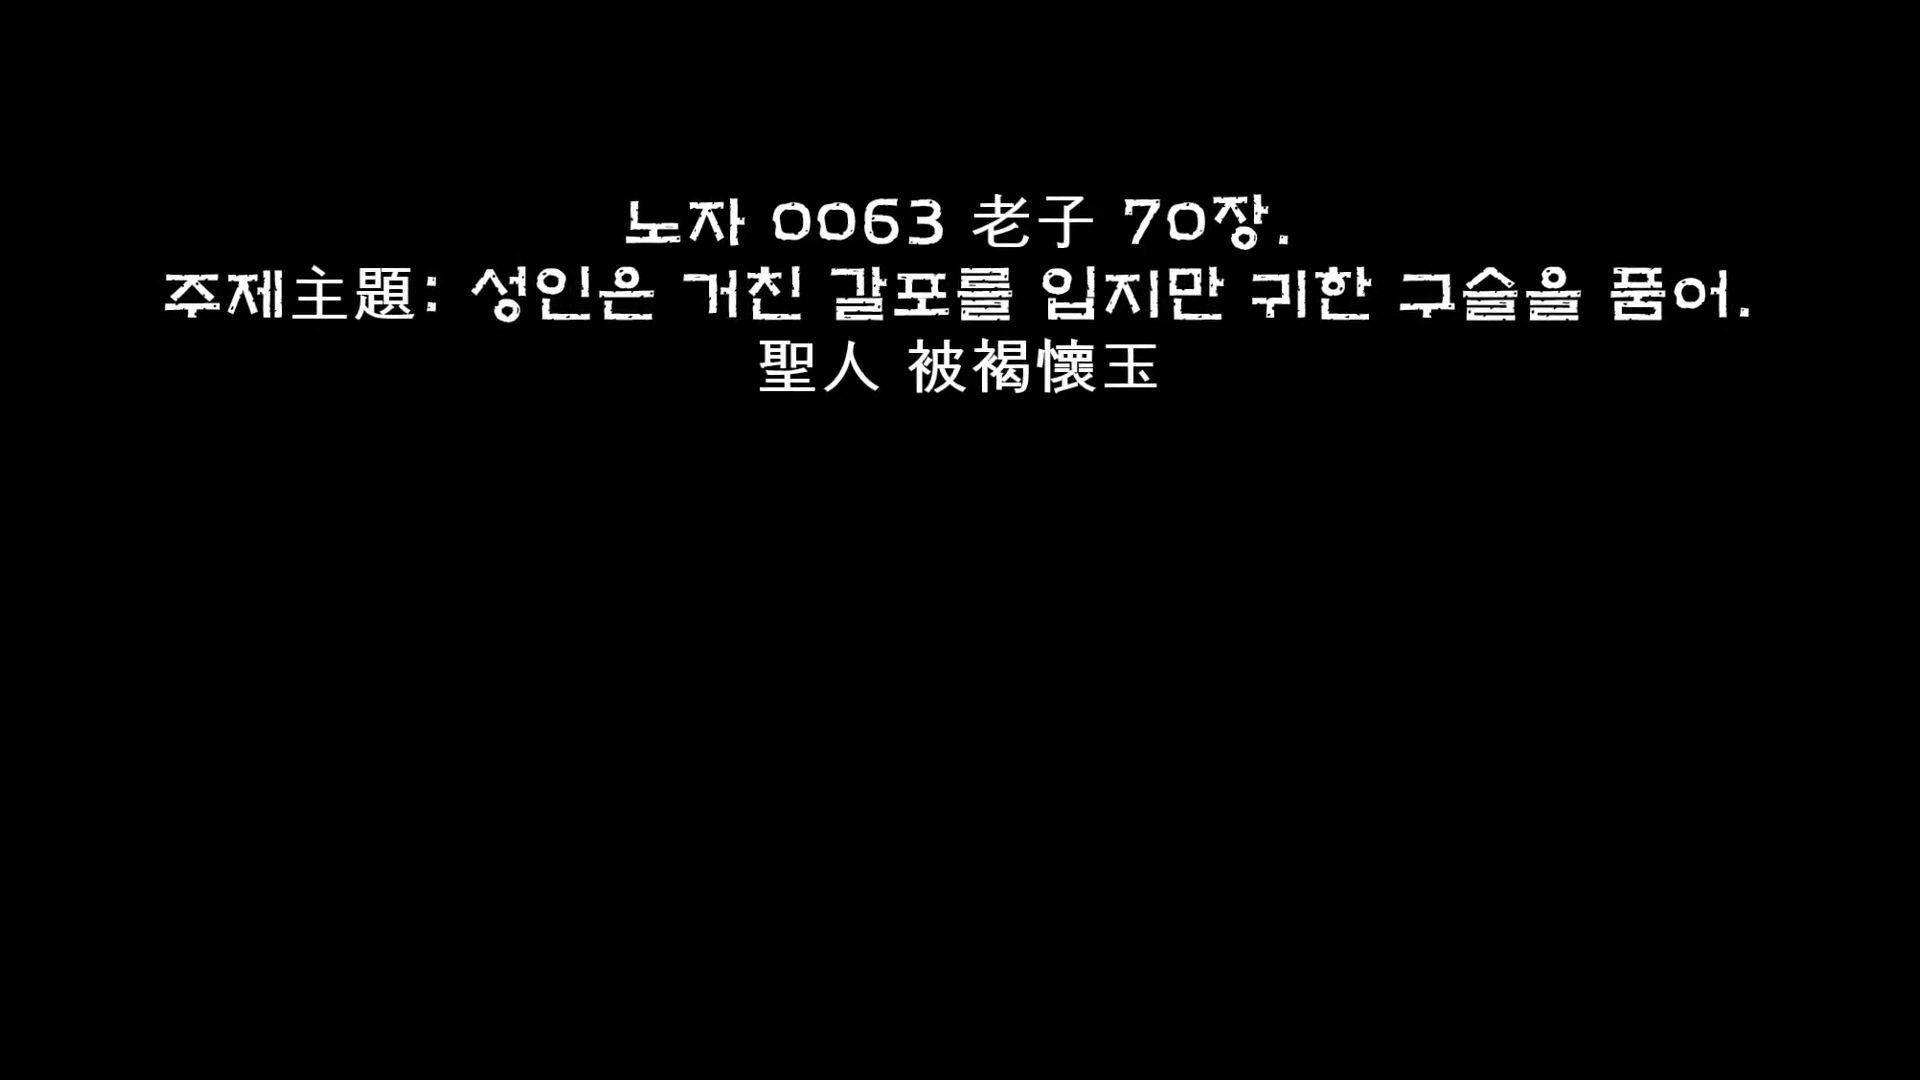 노자 0063 老子 70장.
주제主題: 성인은 거친 갈포를 입지만 귀한 구슬을 품어.
聖人 被褐懷玉